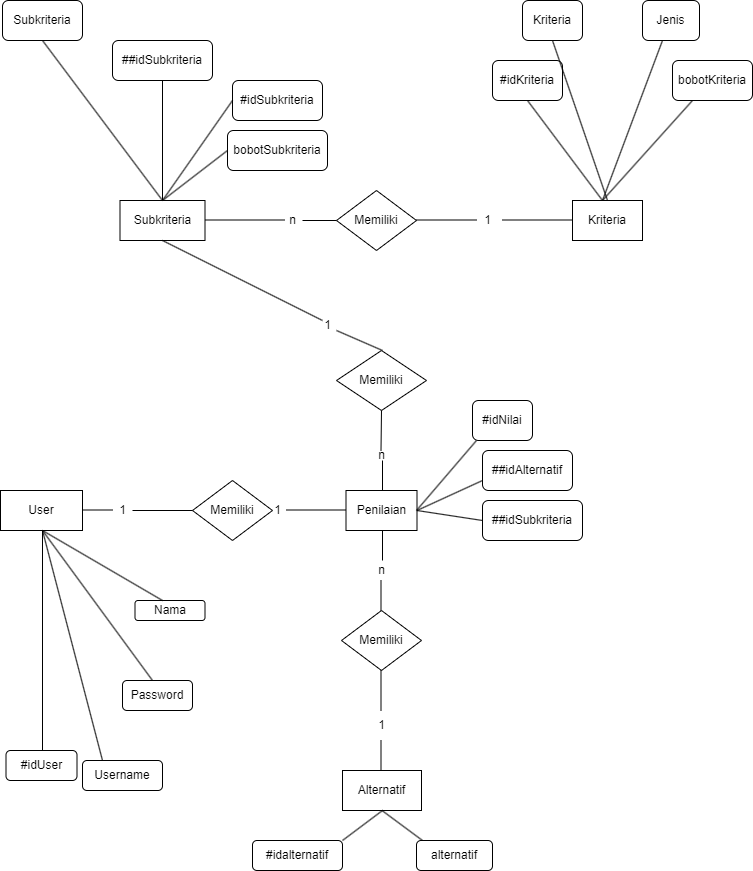 Subkriteria
Kriteria
Jenis
##idSubkriteria
#idKriteria
bobotKriteria
#idSubkriteria
bobotSubkriteria
Subkriteria
n
Memiliki
1
Kriteria
1
Memiliki
#idNilai
n
##idAlternatif
User
1
Memiliki
1
Penilaian
##idSubkriteria
n
Nama
Memiliki
Password
1
#idUser
Username
Alternatif
#idalternatif
alternatif